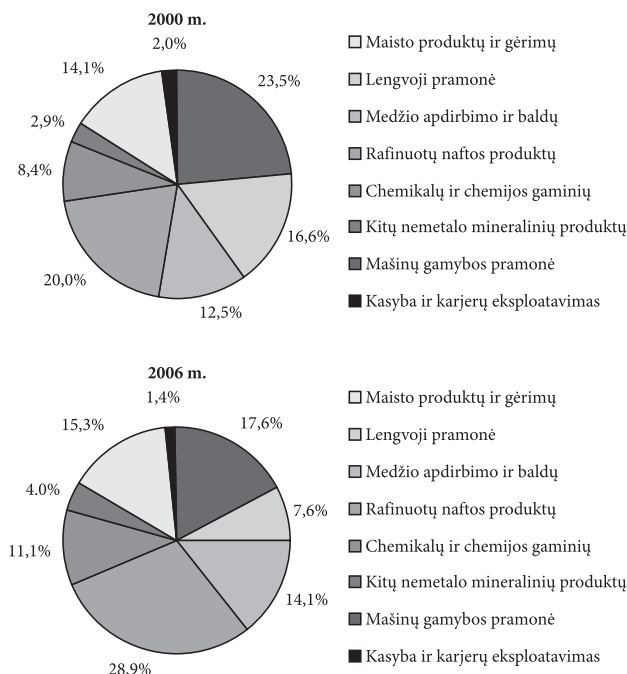 2000 m.
2,0%
14,1%
23,5%
2,9%
8,4%
16,6%
20,0%
12,5%
Maisto produktų ir gėrimų
Lengvoji pramonė
Medžio apdirbimo ir baldų
Rafinuotų naftos produktų
Chemikalų ir chemijos gaminių
Kitų nemetalo mineralinių produktų
Mašinų gamybos pramonė
Kasyba ir karjerų eksploatavimas
2006 m.
1,4%
15,3%
17,6%
4.0%
7,6%
11,1%
14,1%
28,9%
Maisto produktų ir gėrimų
Lengvoji pramonė
Medžio apdirbimo ir baldų
Rafinuotų naftos produktų
Chemikalų ir chemijos gaminių
Kitų nemetalo mineralinių produktų
Mašinų gamybos pramonė
Kasyba ir karjerų eksploatavimas